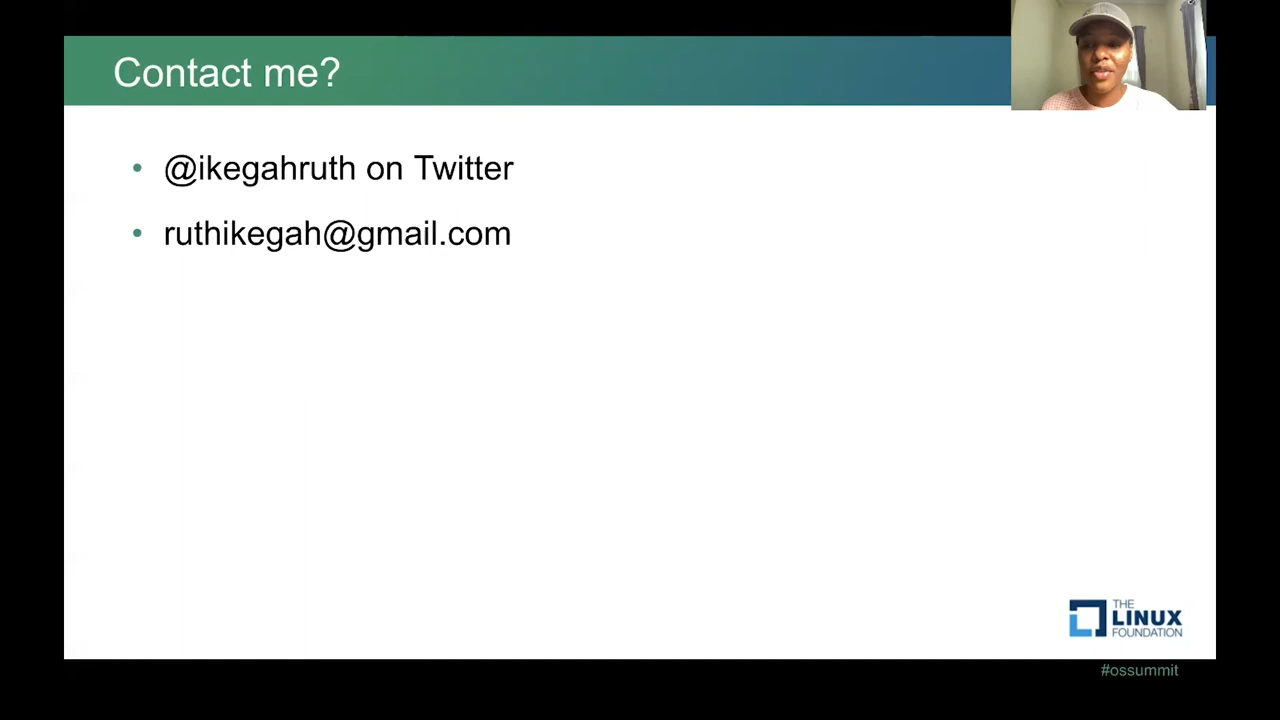 Contact me?
@ikegahruth on Twitter
ruthikegah@gmail.com
THE
LINUX
FOUNDATION
#ossummit